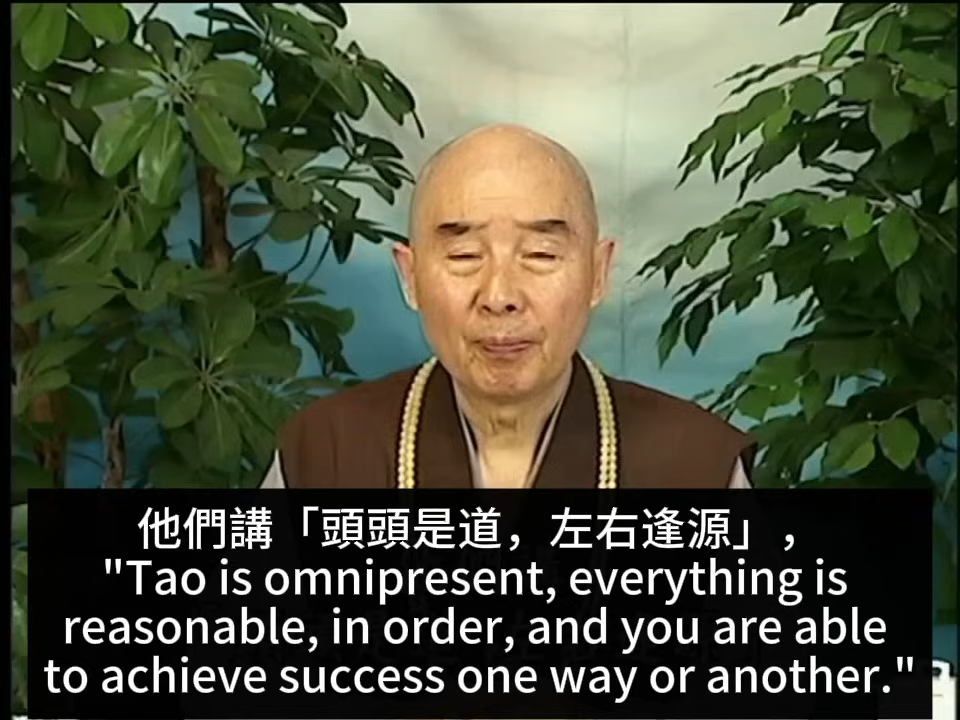 他們講「頭頭是道，左右逢源」，
"Tao is omnipresent, everything is
reasonable, in order, and you are able
to achieve success one way or another."